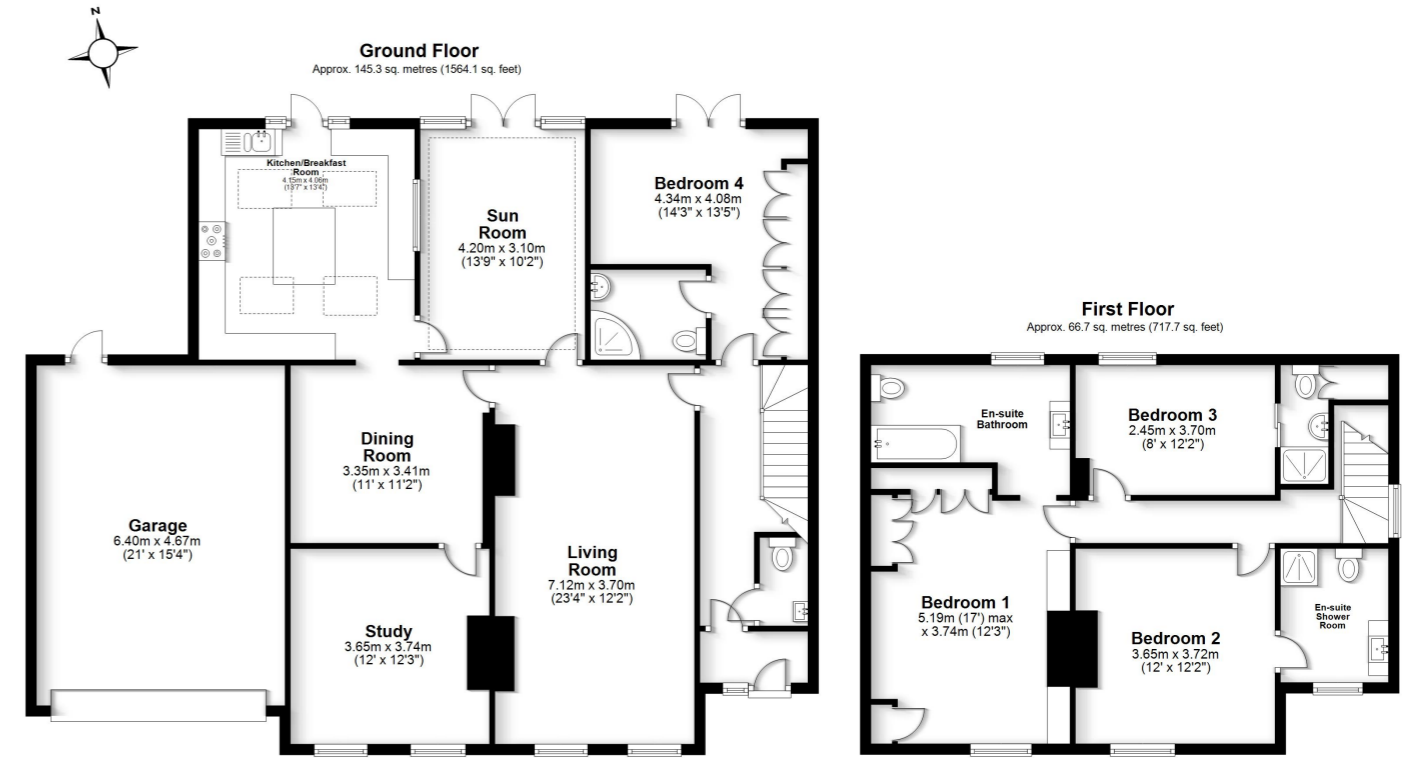 N
Ground Floor
Approx. 145.3 sq. metres (1564.1 sq. feet)
Kitchen/Breakfast
Room
4.15m x 4.06m
(13'7" x 13'4")
Sun
Room
4.20m x 3.10m
(13'9" x 10'2")
Bedroom 4
4.34m x 4.08m
(14'3" x 13'5")
Dining
Room
3.35m x 3.41m
(11' x 11'2")
Garage
6.40m x 4.67m
(21' x 15'4")
Living
Room
7.12m x 3.70m
(23'4" x 12'2")
Study
3.65m x 3.74m
(12' x 12'3")
First Floor
Approx. 66.7 sq. metres (717.7 sq. feet)
En-suite
Bathroom
Bedroom 3
2.45m x 3.70m
(8' x 12'2")
Bedroom 1
5.19m (17') max
x 3.74m (12'3")
Bedroom 2
3.65m x 3.72m
(12' x 12'2")
En-suite
Shower
Room